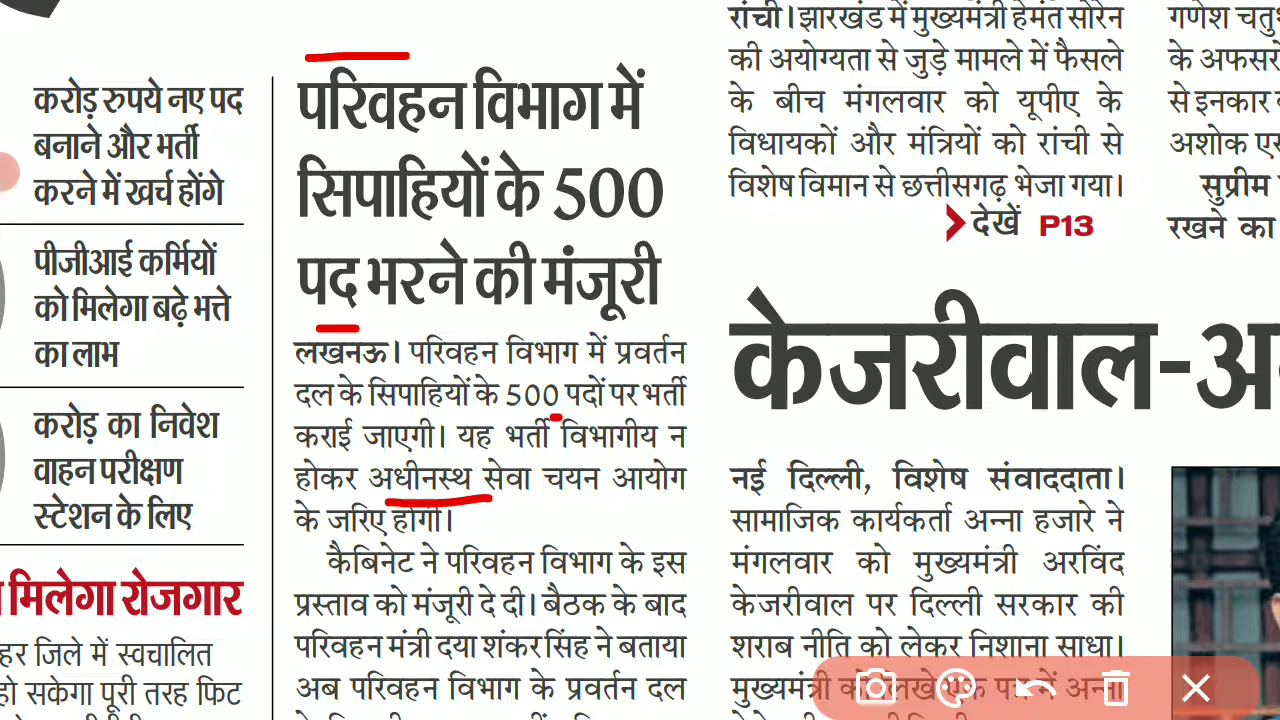 करोड़ रुपये नए पद
बनाने और भर्ती
करने में खर्च होंगे
पीजीआई कर्मियों
को मिलेगा बढ़े भत्ते
का लाभ
करोड़ का निवेश
वाहन परीक्षण
स्टेशन के लिए
मिलेगा रोजगार
जिले में स्वचालित
हो सकेगा पूरी तरह फिट
परिवहन विभाग में
सिपाहियों के 500
पद भरने की मंजूरी
लखनऊ। परिवहन विभाग में प्रवर्तन
दल के सिपाहियों के 500 पदों पर भर्ती
कराई जाएगी। यह भर्ती विभागीय न
होकर अधीनस्थ सेवा चयन आयोग
के जरिए होगी।
कैबिनेट ने परिवहन विभाग के इस
प्रस्ताव को मंजूरी दे दी। बैठक के बाद
परिवहन मंत्री दया शंकर सिंह ने बताया
अब परिवहन विभाग के प्रवर्तन दल
रांची। झारखंड में मुख्यमंत्री हेमंत सोरेन
की अयोग्यता से जुड़े मामले में फैसले
के बीच मंगलवार को यूपीए के
विधायकों और मंत्रियों को रांची से
विशेष विमान से छत्तीसगढ़ भेजा गया।
देखें P13
केजरीवाल-अ
नई दिल्ली, विशेष संवाददाता।
सामाजिक कार्यकर्ता अन्ना हजारे ने
मंगलवार को मुख्यमंत्री अरविंद
केजरीवाल पर दिल्ली सरकार की
शराब नीति को लेकर निशाना साधा।
मुख्यमंत्री को लिखे एक पत्र में अन्ना
गणेश
के अफसरों
से इनकार
अशोक
सुप्रीम
रखने का